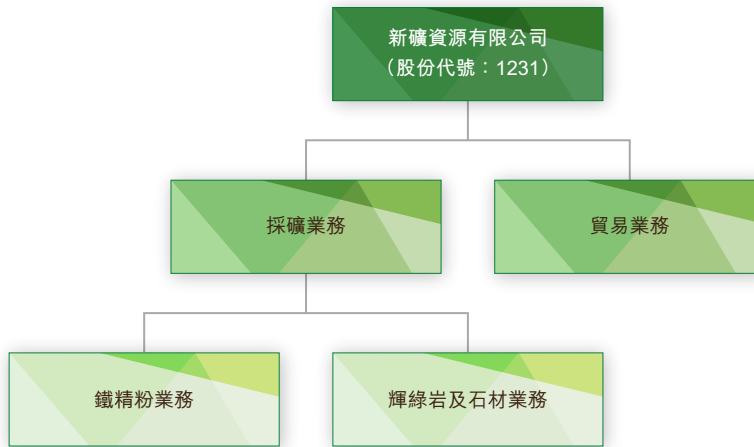 新礦資源有限公司
（股份代號：1231）
採礦業務
貿易業務
鐵精粉業務
輝綠岩及石材業務